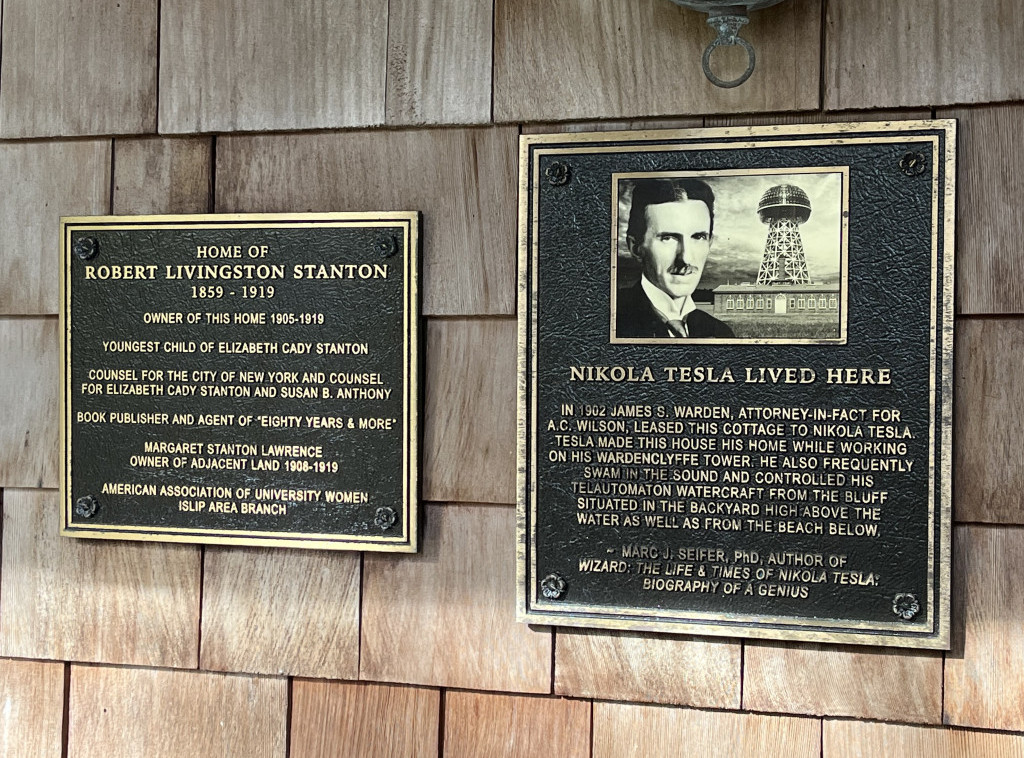 HOME OF
ROBERT LIVINGSTON STANTON
1859 - 1919
OWNER OF THIS HOME 1905-1919
YOUNGEST CHILD OF ELIZABETH CADY STANTON
COUNSEL FOR THE CITY OF NEW YORK AND COUNSEL
FOR ELIZABETH CADY STANTON AND SUSAN B. ANTHONY
BOOK PUBLISHER AND AGENT OF "EIGHTY YEARS & MORE"
MARGARET STANTON LAWRENCE
OWNER OF ADJACENT LAND 1908-1919
AMERICAN ASSOCIATION OF UNIVERSITY WOMEN
ISLIP AREA BRANCH
NIKOLA TESLA LIVED HERE
IN 1902 JAMES S. WARDEN, ATTORNEY-IN-FACT FOR
A.C. WILSON, LEASED THIS COTTAGE TO NIKOLA TESLA.
TESLA MADE THIS HOUSE HIS HOME WHILE WORKING
ON HIS WARDENCLYFFE TOWER. HE ALSO FREQUENTLY
SWAM IN THE SOUND AND CONTROLLED HIS
TELAUTOMATON WATERCRAFT FROM THE BLUFF
SITUATED IN THE BACKYARD HIGH ABOVE THE
WATER AS WELL AS FROM THE BEACH BELOW.
~ MARC J. SEIFER, PhD, AUTHOR OF
WIZARD: THE LIFE & TIMES OF NIKOLA TESLA:
BIOGRAPHY OF A GENIUS